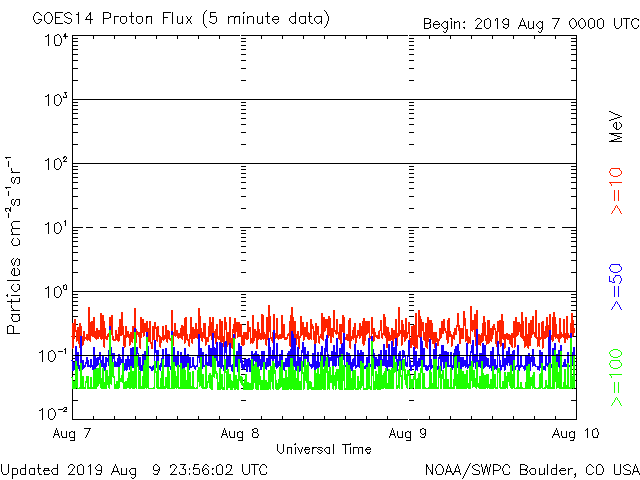 GOES14 Proton Flux (5 minute data)
Begin: 2019 Aug 7 0000 UTC
10⁴
10³
10²
10¹
10⁰
10⁻¹
10⁻²
Particles cm⁻²s⁻¹sr⁻¹
MeV
>=10
>=50
>=100
Aug 7
Aug 8
Aug 9
Aug 10
Universal Time
Updated 2019 Aug 9 23:56:02 UTC
NOAA/SWPC Boulder, CO USA